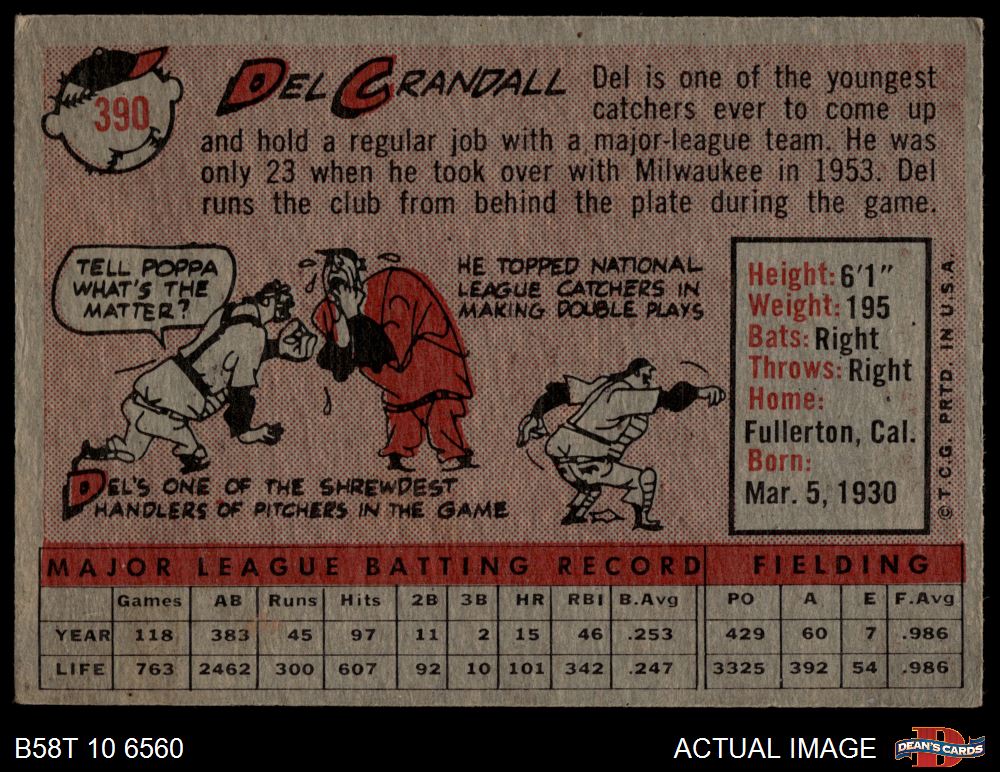 390
DEL CRANDALL
Del is one of the youngest
catchers ever to come up
and hold a regular job with a major-league team. He was
only 23 when he took over with Milwaukee in 1953. Del
runs the club from behind the plate during the game.
TELL POPPA
WHAT'S THE
MATTER?
HE TOPPED NATIONAL
LEAGUE CATCHERS IN
MAKING DOUBLE PLAYS
DEL'S ONE OF THE SHREWDEST
HANDLERS OF PITCHERS IN THE GAME
Height: 6'1"
Weight: 195
Bats: Right
Throws: Right
Home:
Fullerton, Cal.
Born:
Mar. 5, 1930
© T.C.G. PRTD. IN U.S.A.
MAJOR LEAGUE BATTING RECORD FIELDING
Games AB Runs Hits 2B 3B HR RBI B.Avg PO A E F.Avg
YEAR 118 383 45 97 11 2 15 46 .253 429 60 7 .986
LIFE 763 2462 300 607 92 10 101 342 .247 3325 392 54 .986
B58T 10 6560
ACTUAL IMAGE
D
DEAN'S CARDS